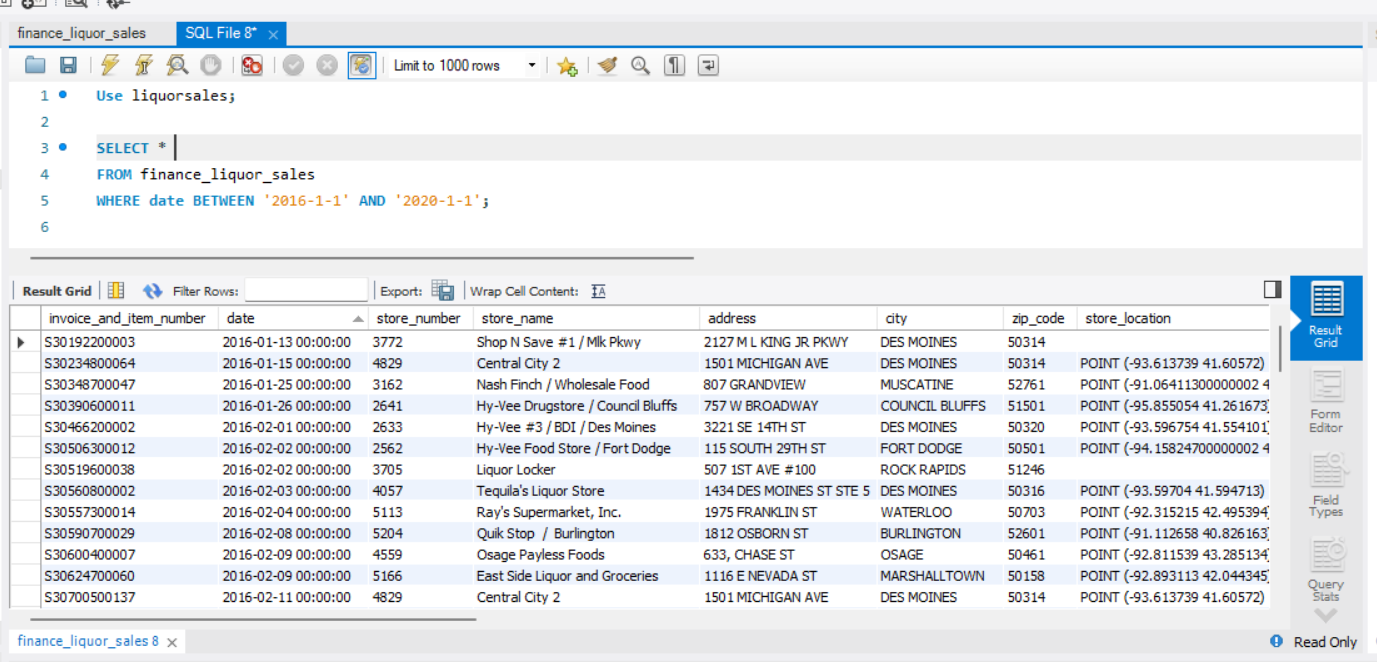 finance_liquor_sales SQL File 8*
Limit to 1000 rows
1 Use liquorsales;
2
3 SELECT *
4 FROM finance_liquor_sales
5 WHERE date BETWEEN '2016-1-1' AND '2020-1-1';
6
Result Grid Filter Rows: Export: Wrap Cell Content:
invoice_and_item_number date store_number store_name address city zip_code store_location
S30192200003 2016-01-13 00:00:00 3772 Shop N Save #1 / Mlk Pkwy 2127 M L KING JR PKWY DES MOINES 50314
S30234800064 2016-01-15 00:00:00 4829 Central City 2 1501 MICHIGAN AVE DES MOINES 50314 POINT (-93.613739 41.60572)
S30348700047 2016-01-25 00:00:00 3162 Nash Finch / Wholesale Food 807 GRANDVIEW MUSCATINE 52761 POINT (-91.06411300000002 4
S30390600011 2016-01-26 00:00:00 2641 Hy-Vee Drugstore / Council Bluffs 757 W BROADWAY COUNCIL BLUFFS 51501 POINT (-95.855054 41.261673)
S30466200002 2016-02-01 00:00:00 2633 Hy-Vee #3 / BDI / Des Moines 3221 SE 14TH ST DES MOINES 50320 POINT (-93.596754 41.554101)
S30506300012 2016-02-02 00:00:00 2562 Hy-Vee Food Store / Fort Dodge 115 SOUTH 29TH ST FORT DODGE 50501 POINT (-94.15824700000002 4
S30519600038 2016-02-02 00:00:00 3705 Liquor Locker 507 1ST AVE #100 ROCK RAPIDS 51246
S30560800002 2016-02-03 00:00:00 4057 Tequila's Liquor Store 1434 DES MOINES ST STE 5 DES MOINES 50316 POINT (-93.59704 41.594713)
S30557300014 2016-02-04 00:00:00 5113 Ray's Supermarket, Inc. 1975 FRANKLIN ST WATERLOO 50703 POINT (-92.315215 42.495394)
S30590700029 2016-02-08 00:00:00 5204 Quik Stop / Burlington 1812 OSBORN ST BURLINGTON 52601 POINT (-91.112658 40.826163)
S30600400007 2016-02-09 00:00:00 4559 Osage Payless Foods 633, CHASE ST OSAGE 50461 POINT (-92.811539 43.285134)
S30624700060 2016-02-09 00:00:00 5166 East Side Liquor and Groceries 1116 E NEVADA ST MARSHALLTOWN 50158 POINT (-92.893113 42.044345)
S30700500137 2016-02-11 00:00:00 4829 Central City 2 1501 MICHIGAN AVE DES MOINES 50314 POINT (-93.613739 41.60572)
Result
Grid
Form
Editor
Field
Types
Query
Stats
finance_liquor_sales 8 Read Only